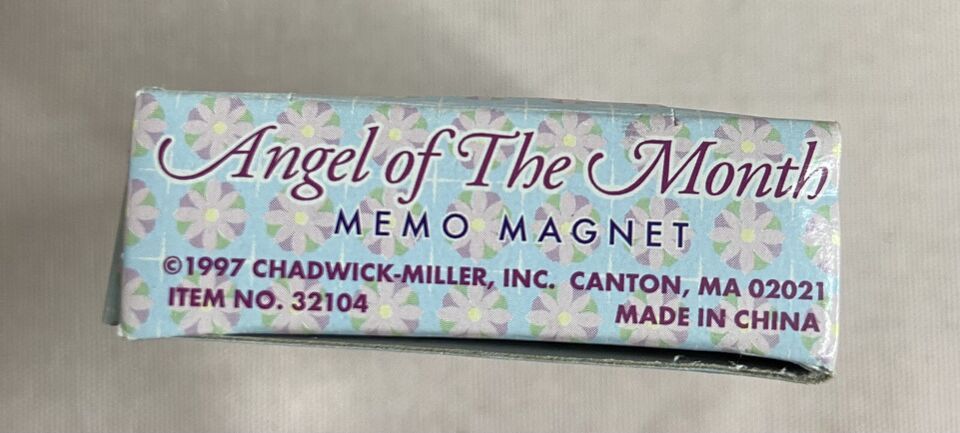 Angel of The Month
MEMO MAGNET
©1997 CHADWICK-MILLER, INC. CANTON, MA 02021
ITEM NO. 32104 MADE IN CHINA